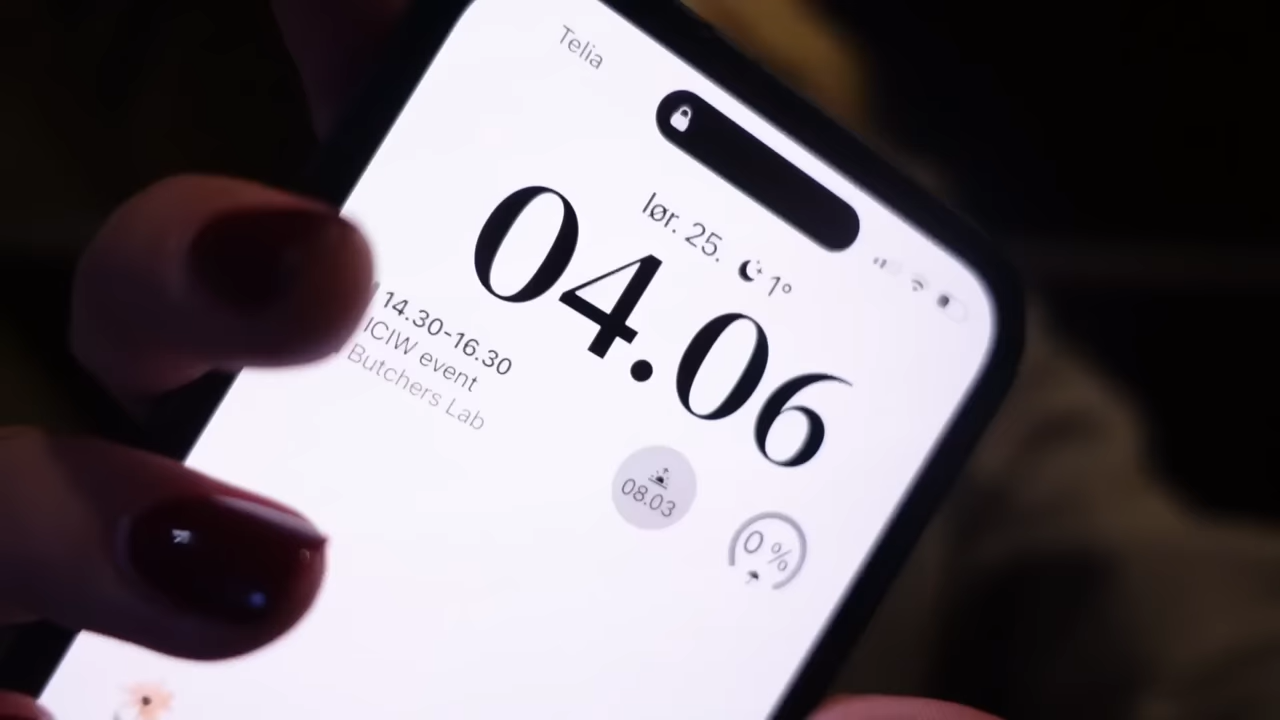 Telia
lør. 25. 1°
04.06
14.30-16.30
ICIW event
Butchers Lab
08.03
0 %